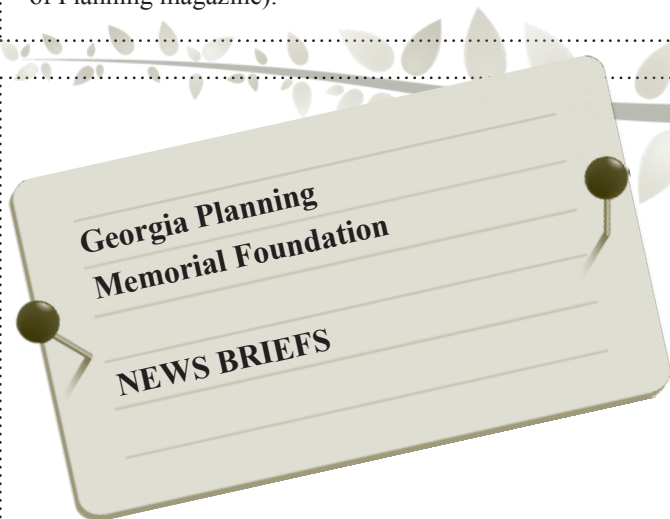 of Planning magazine).
Georgia Planning
Memorial Foundation
NEWS BRIEFS